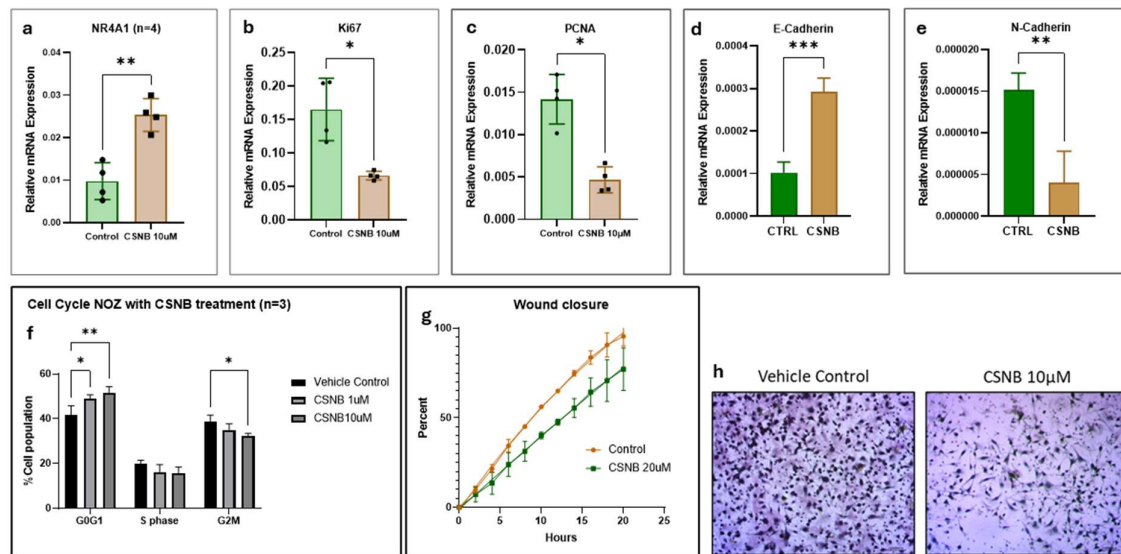 a
NR4A1 (n=4)
**
Relative mRNA Expression
0.04
0.03
0.02
0.01
0.00
Control
CSNB 10uM
b
Ki67
*
Relative mRNA Expression
0.25
0.20
0.15
0.10
0.05
0.00
Control
CSNB 10uM
c
PCNA
*
Relative mRNA Expression
0.020
0.015
0.010
0.005
0.000
Control
CSNB 10µM
d
E-Cadherin
***
Relative mRNA Expression
0.0004
0.0003
0.0002
0.0001
0.0000
CTRL
CSNB
e
N-Cadherin
**
Relative mRNA Expression
0.000020
0.000015
0.000010
0.000005
0.000000
CTRL
CSNB
Cell Cycle NOZ with CSNB treatment (n=3)
f
**
*
*
%Cell population
60
40
20
0
G0G1
S phase
G2M
Vehicle Control
CSNB 1uM
CSNB10uM
Wound closure
g
Percent
100
50
0
0
5
10
15
20
25
Hours
Control
CSNB 20uM
h
Vehicle Control
CSNB 10µM